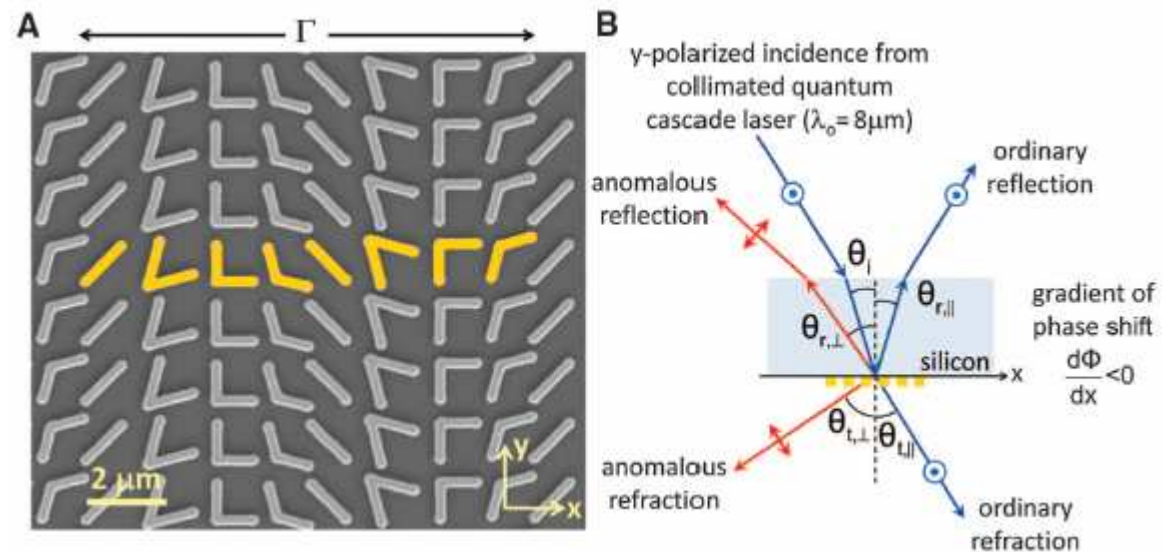 A
Γ
2 μm
y
x
B
y-polarized incidence from
collimated quantum
cascade laser (λo= 8μm)
ordinary
reflection
anomalous
reflection
θi
θr,||
θr,⊥
gradient of
phase shift
dΦ
dx
<0
silicon
x
θt,⊥
θt,||
anomalous
refraction
ordinary
refraction